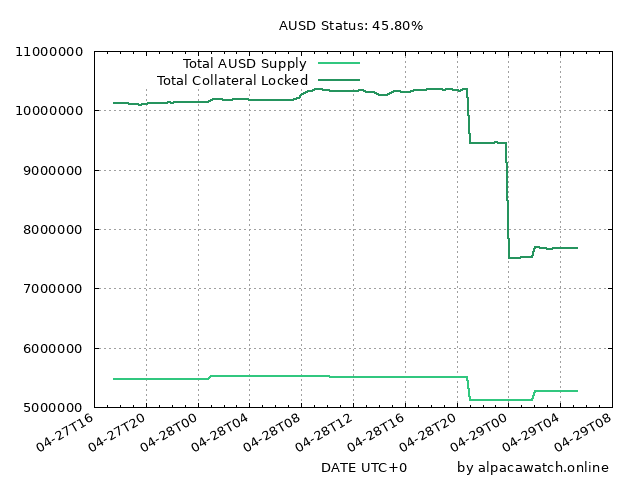 AUSD Status: 45.80%
11000000
Total AUSD Supply
Total Collateral Locked
10000000
9000000
8000000
7000000
6000000
5000000
04-27T16
04-27T20
04-28T00
04-28T04
04-28T08
04-28T12
04-28T16
04-28T20
04-29T00
04-29T04
04-29T08
DATE UTC+0
by alpacawatch.online